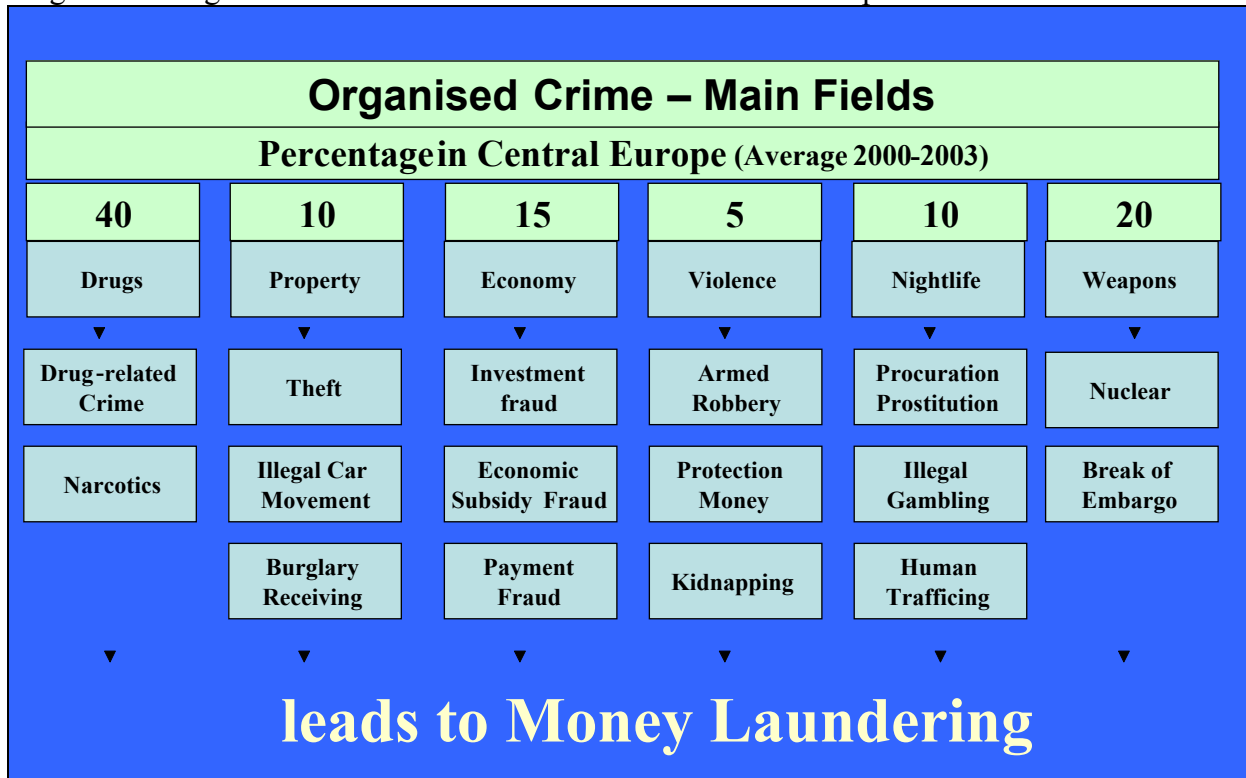 Organised Crime – Main Fields
Percentagein Central Europe (Average 2000-2003)
40 10 15 5 10 20
Drugs Property Economy Violence Nightlife Weapons
Drug-related
Crime
Theft
Investment
fraud
Armed
Robbery
Procuration
Prostitution
Nuclear
Narcotics
Illegal Car
Movement
Economic
Subsidy Fraud
Protection
Money
Illegal
Gambling
Break of
Embargo
Burglary
Receiving
Payment
Fraud
Kidnapping
Human
Trafficing
leads to Money Laundering